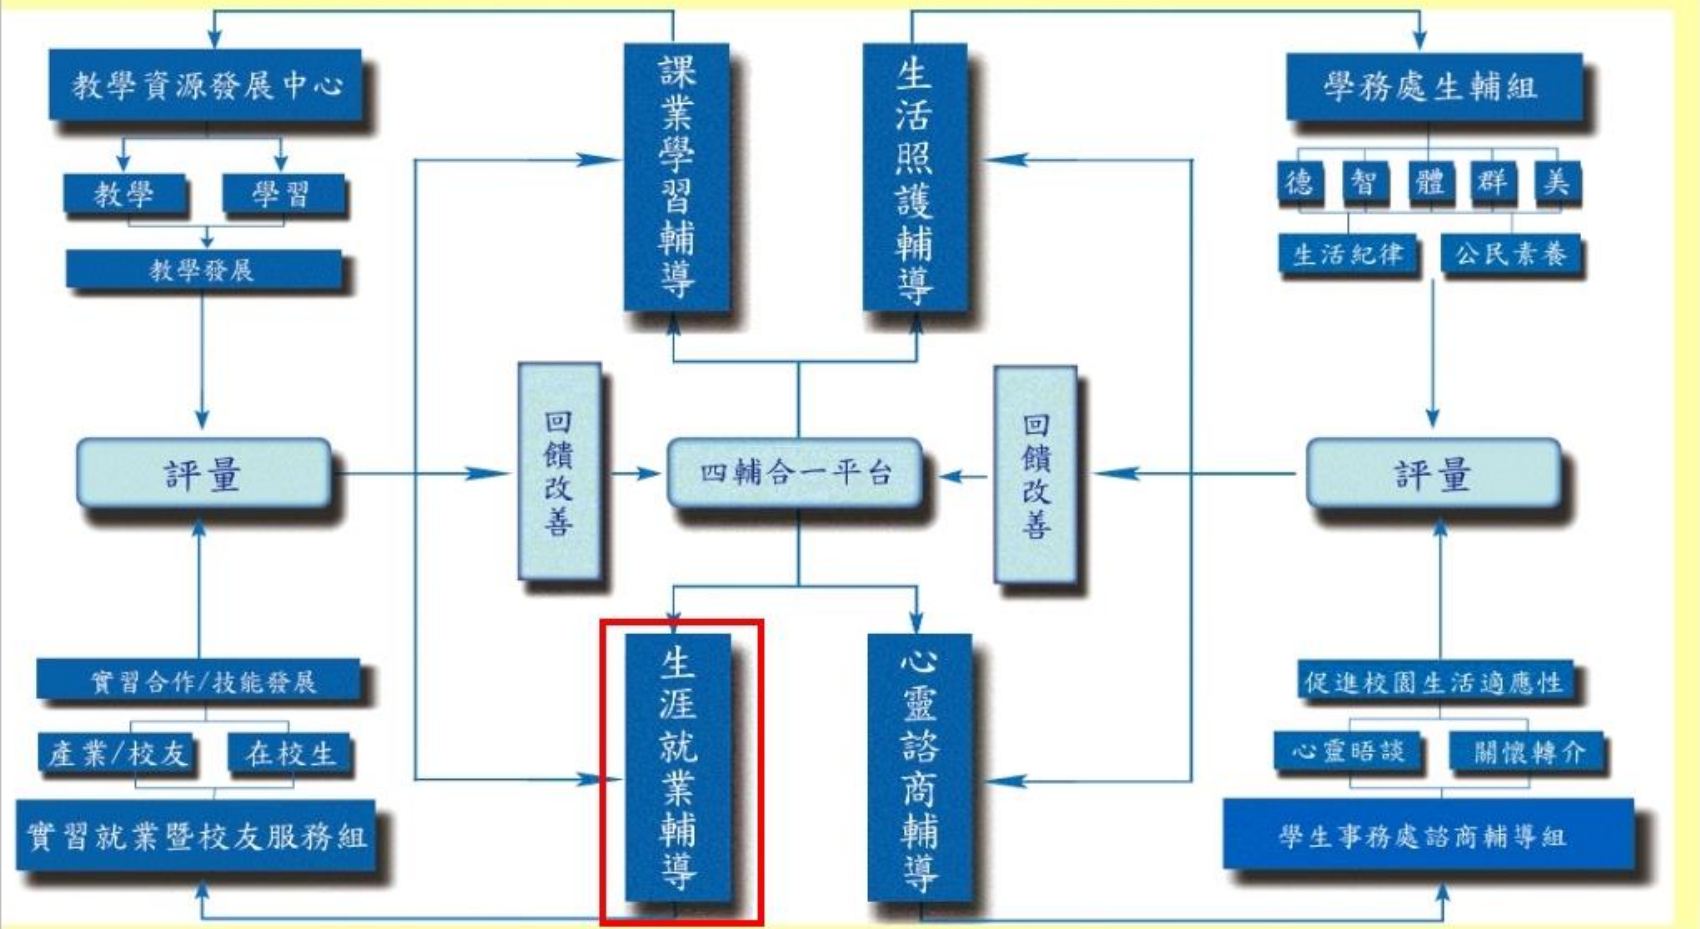 教學資源發展中心
課業學習輔導
生活照護輔導
學務處生輔組
教學
學習
德
智
體
群
美
教學發展
生活紀律
公民素養
回饋改善
回饋改善
評量
四輔合一平台
評量
生涯就業輔導
心靈諮商輔導
實習合作/技能發展
促進校園生活適應性
產業/校友
在校生
心靈晤談
關懷轉介
實習就業暨校友服務組
學生事務處諮商輔導組